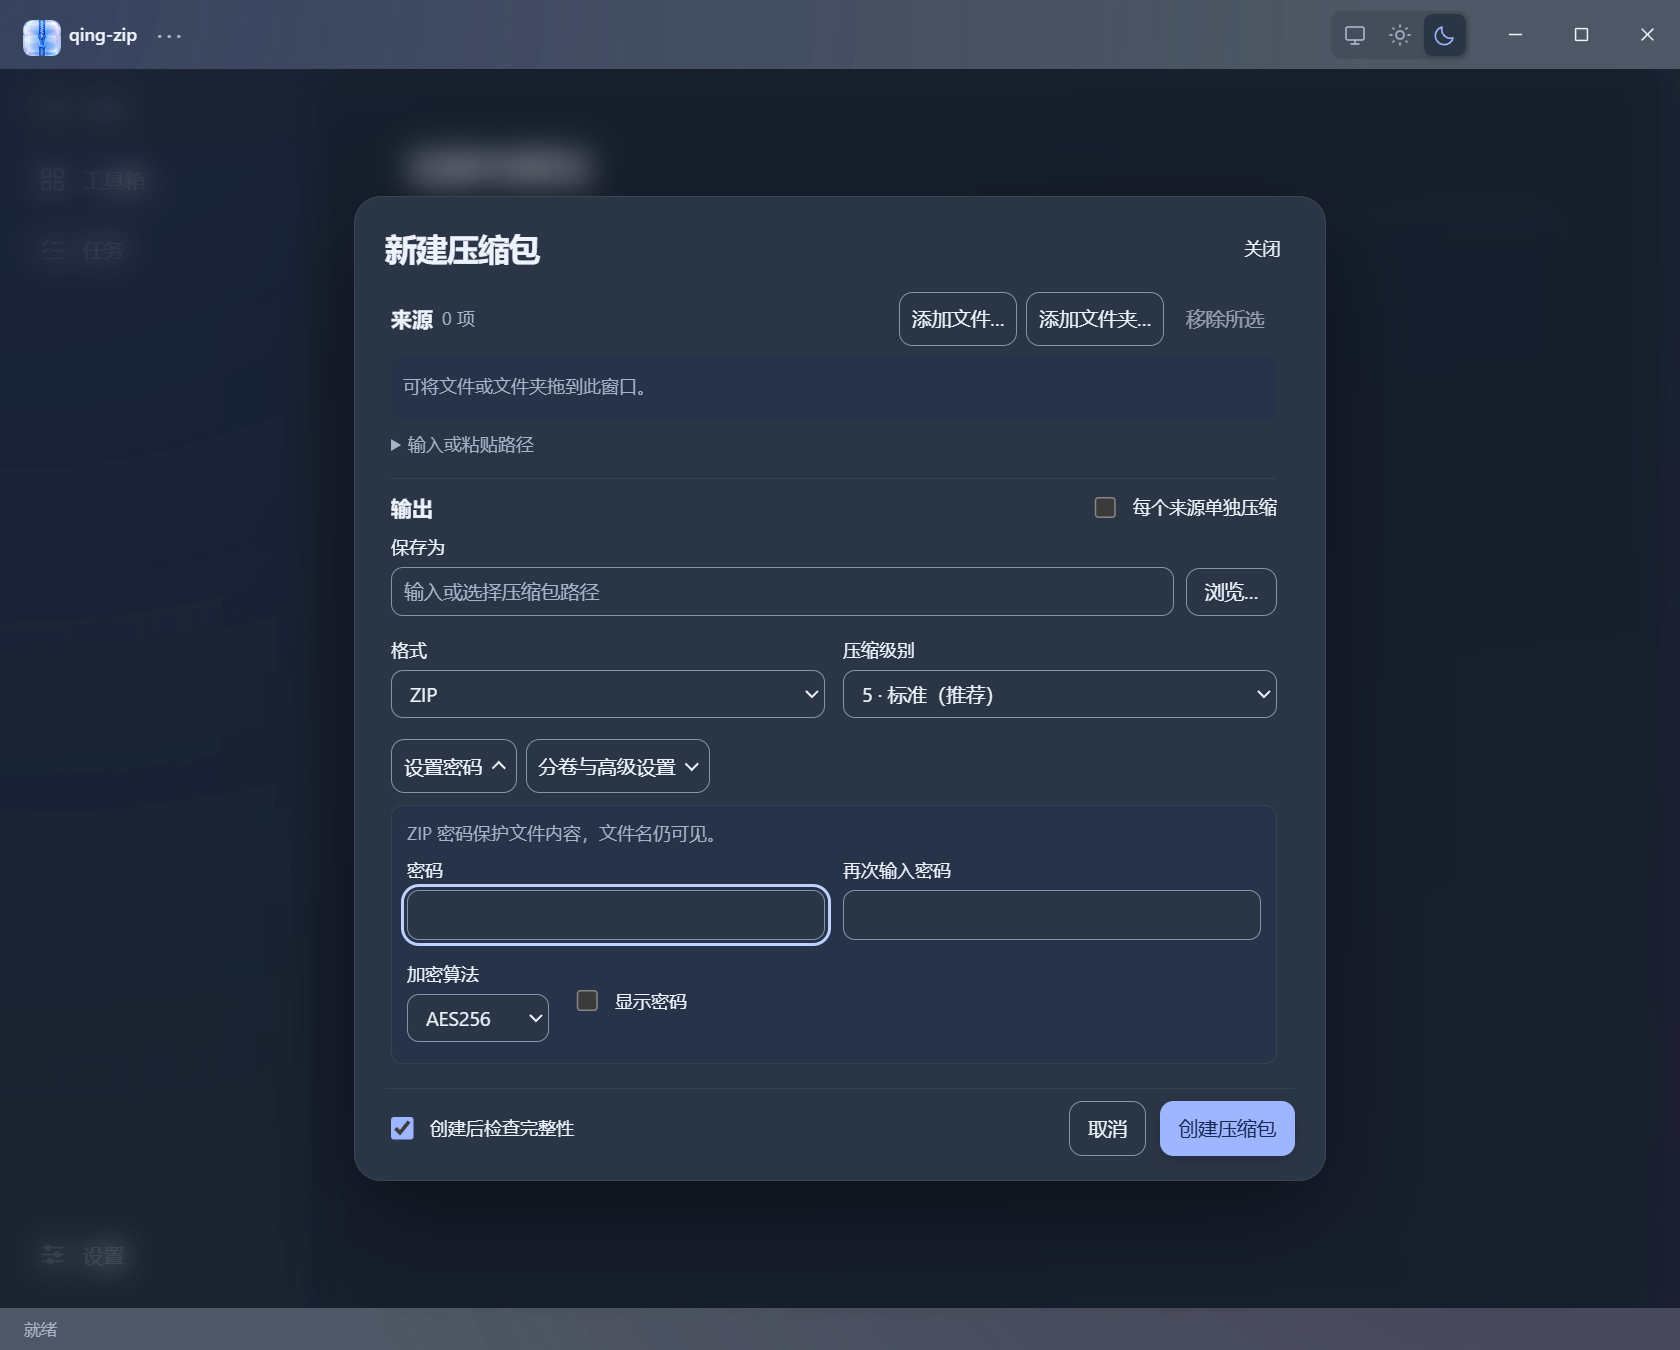 qing-zip ···
工具箱
任务
新建压缩包
关闭
来源 0 项
添加文件...
添加文件夹...
移除所选
可将文件或文件夹拖到此窗口。
输入或粘贴路径
输出
每个来源单独压缩
保存为
输入或选择压缩包路径
浏览...
格式
压缩级别
ZIP
5 · 标准（推荐）
设置密码
分卷与高级设置
ZIP 密码保护文件内容，文件名仍可见。
密码
再次输入密码
加密算法
AES256
显示密码
创建后检查完整性
取消
创建压缩包
设置
就绪